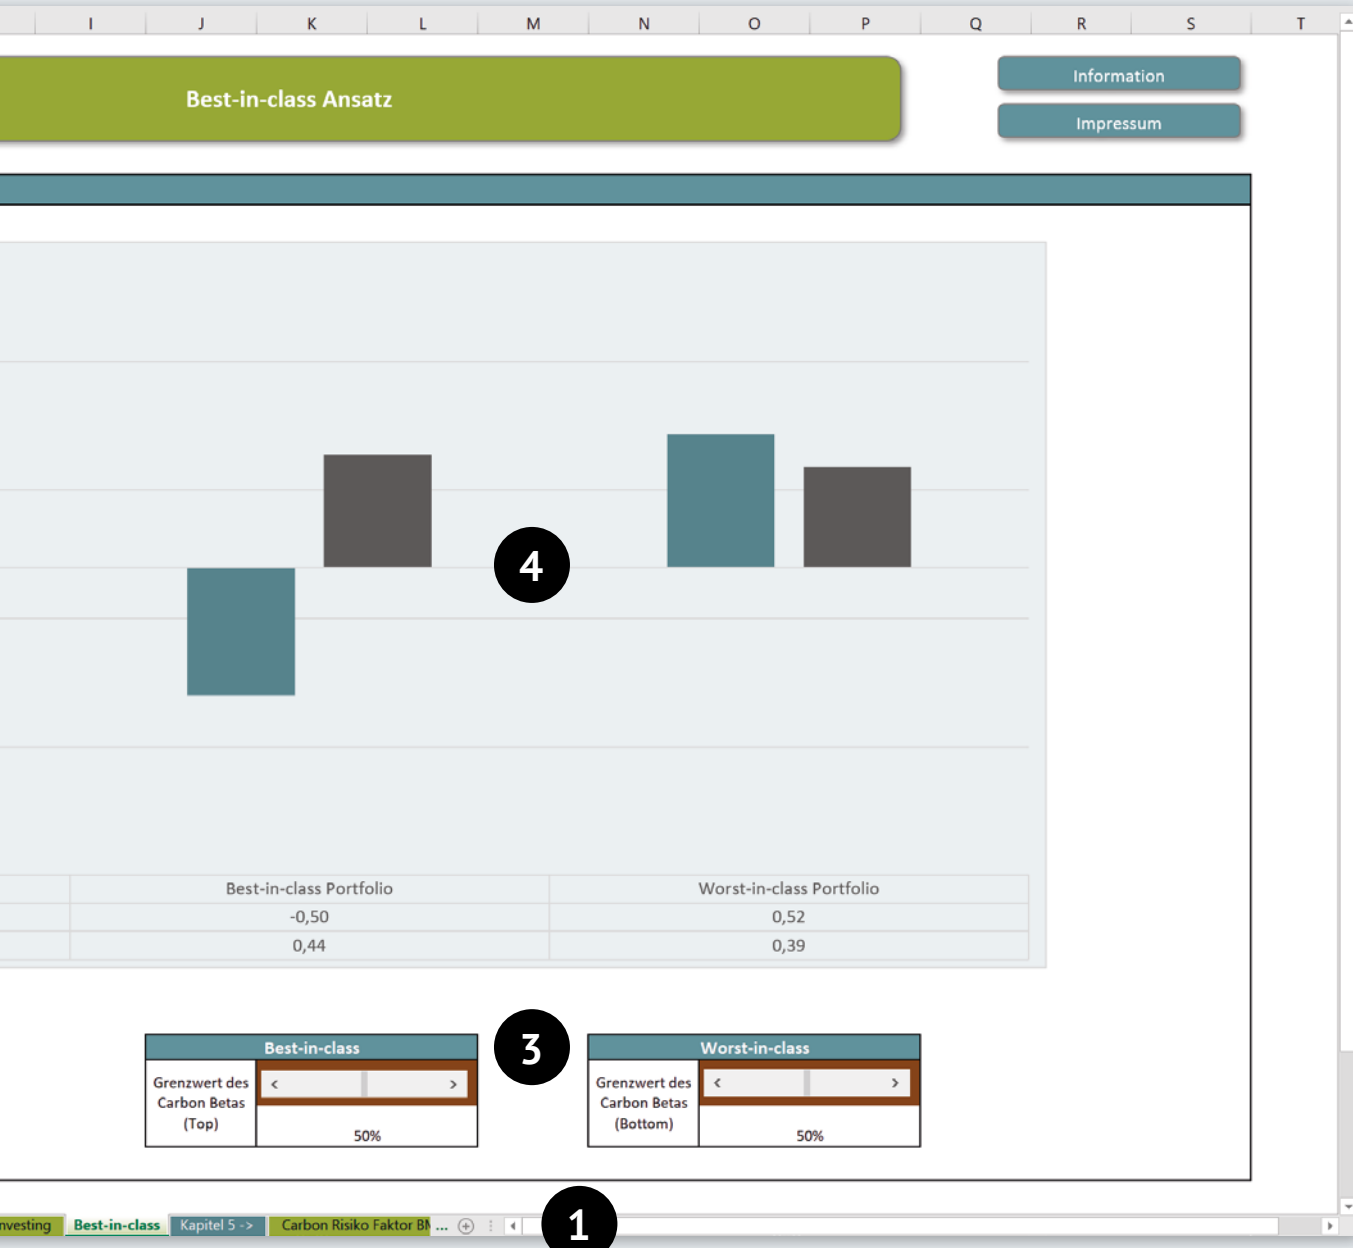 I J K L M N O P Q R S T
Best-in-class Ansatz
Information
Impressum
4
Best-in-class Portfolio Worst-in-class Portfolio
-0,50 0,52
0,44 0,39
3
Best-in-class
Grenzwert des
Carbon Betas
(Top)
50%
Worst-in-class
Grenzwert des
Carbon Betas
(Bottom)
50%
nvesting Best-in-class Kapitel 5 -> Carbon Risiko Faktor BM ...
1